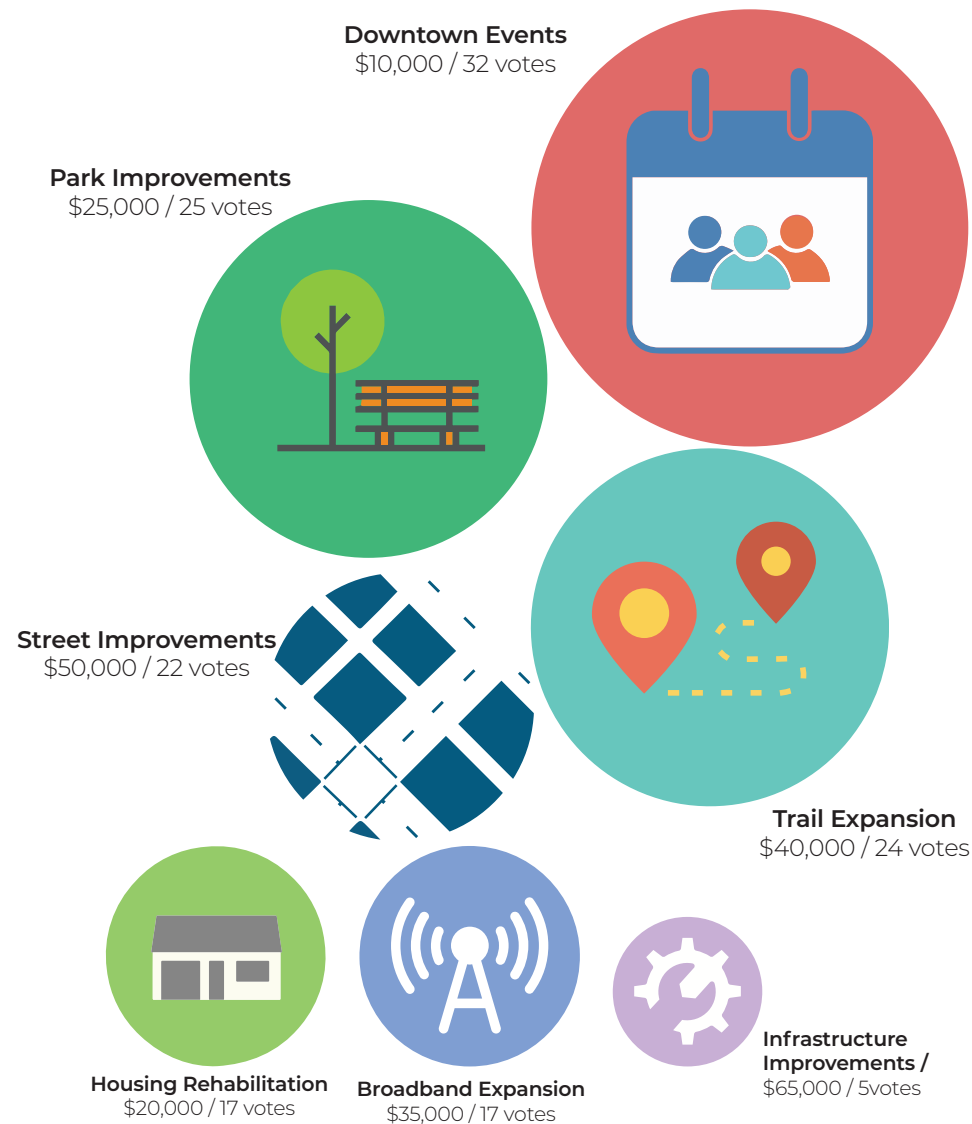 Downtown Events
$10,000 / 32 votes
Park Improvements
$25,000 / 25 votes
Street Improvements
$50,000 / 22 votes
Trail Expansion
$40,000 / 24 votes
Housing Rehabilitation
$20,000 / 17 votes
Broadband Expansion
$35,000 / 17 votes
Infrastructure
Improvements /
$65,000 / 5votes